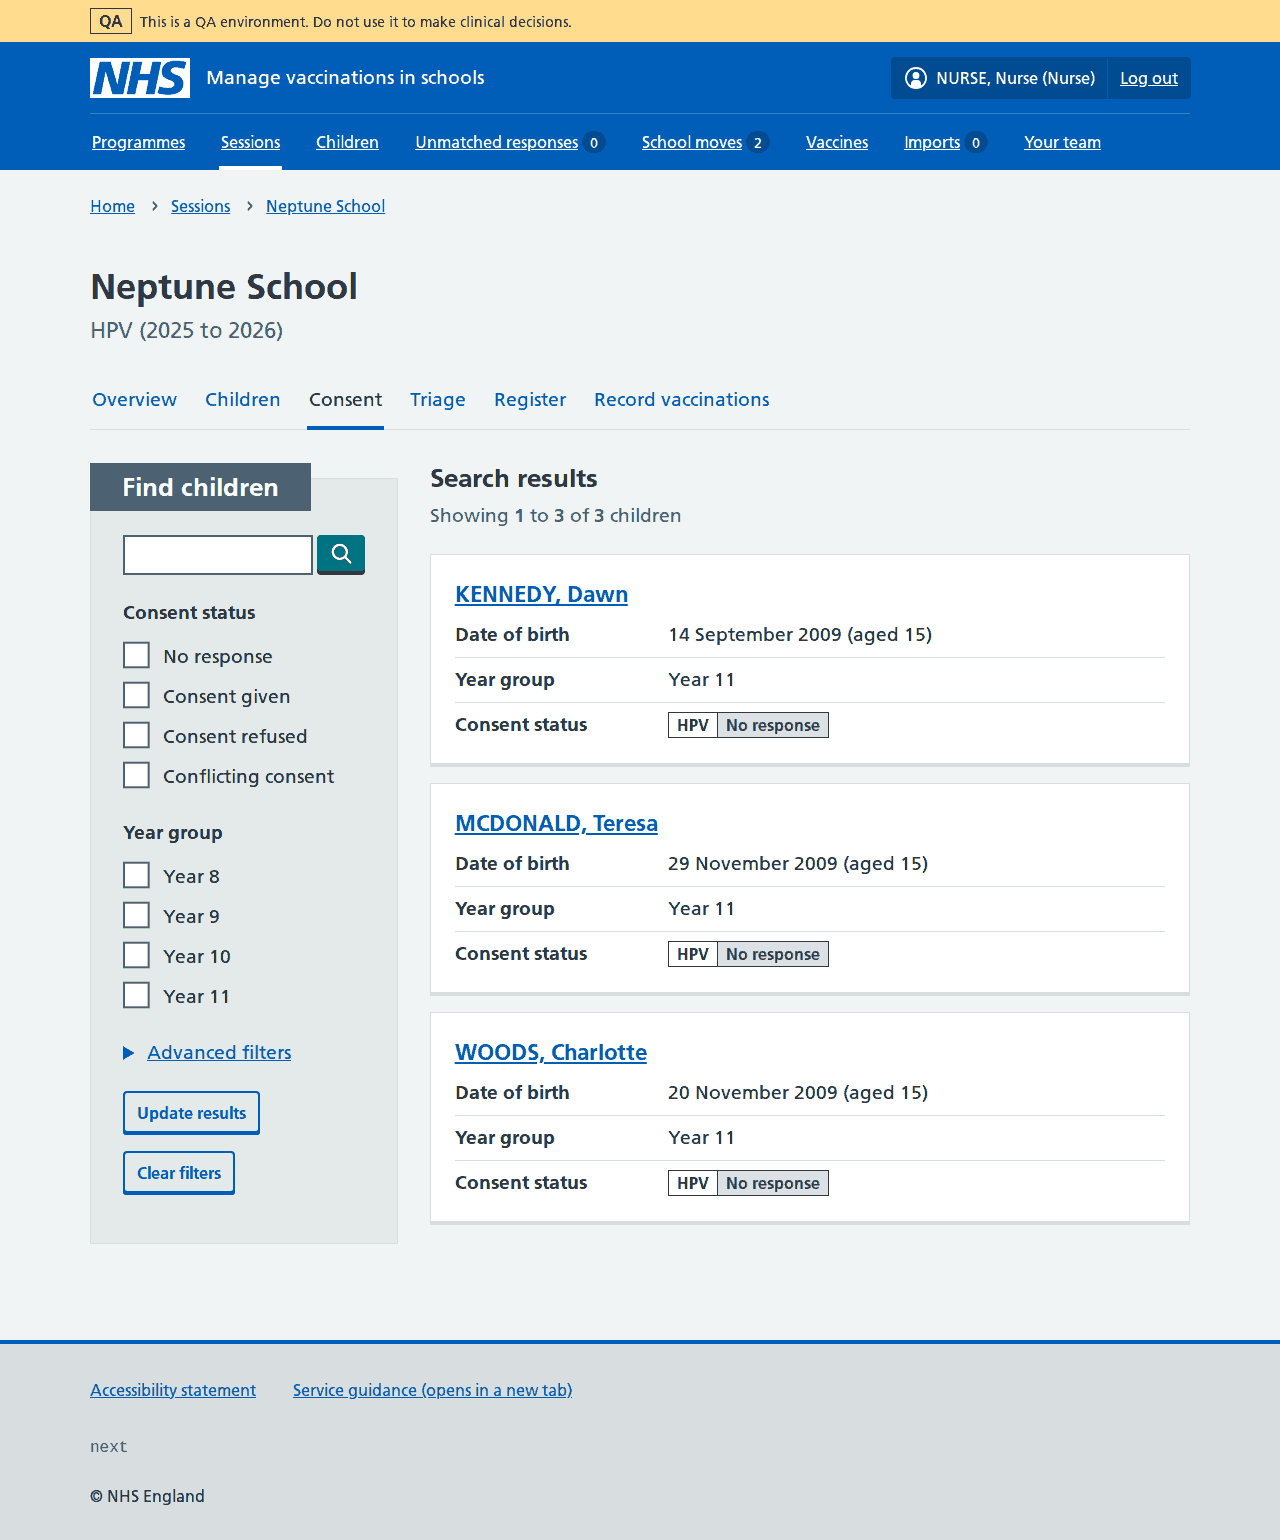 QA This is a QA environment. Do not use it to make clinical decisions.
NHS Manage vaccinations in schools NURSE, Nurse (Nurse) Log out
Programmes Sessions Children Unmatched responses 0 School moves 2 Vaccines Imports 0 Your team
Home Sessions Neptune School
Neptune School
HPV (2025 to 2026)
Overview Children Consent Triage Register Record vaccinations
Find children
Consent status
No response
Consent given
Consent refused
Conflicting consent
Year group
Year 8
Year 9
Year 10
Year 11
Advanced filters
Update results
Clear filters
Search results
Showing 1 to 3 of 3 children
KENNEDY, Dawn
Date of birth 14 September 2009 (aged 15)
Year group Year 11
Consent status HPV No response
MCDONALD, Teresa
Date of birth 29 November 2009 (aged 15)
Year group Year 11
Consent status HPV No response
WOODS, Charlotte
Date of birth 20 November 2009 (aged 15)
Year group Year 11
Consent status HPV No response
Accessibility statement Service guidance (opens in a new tab)
next
© NHS England